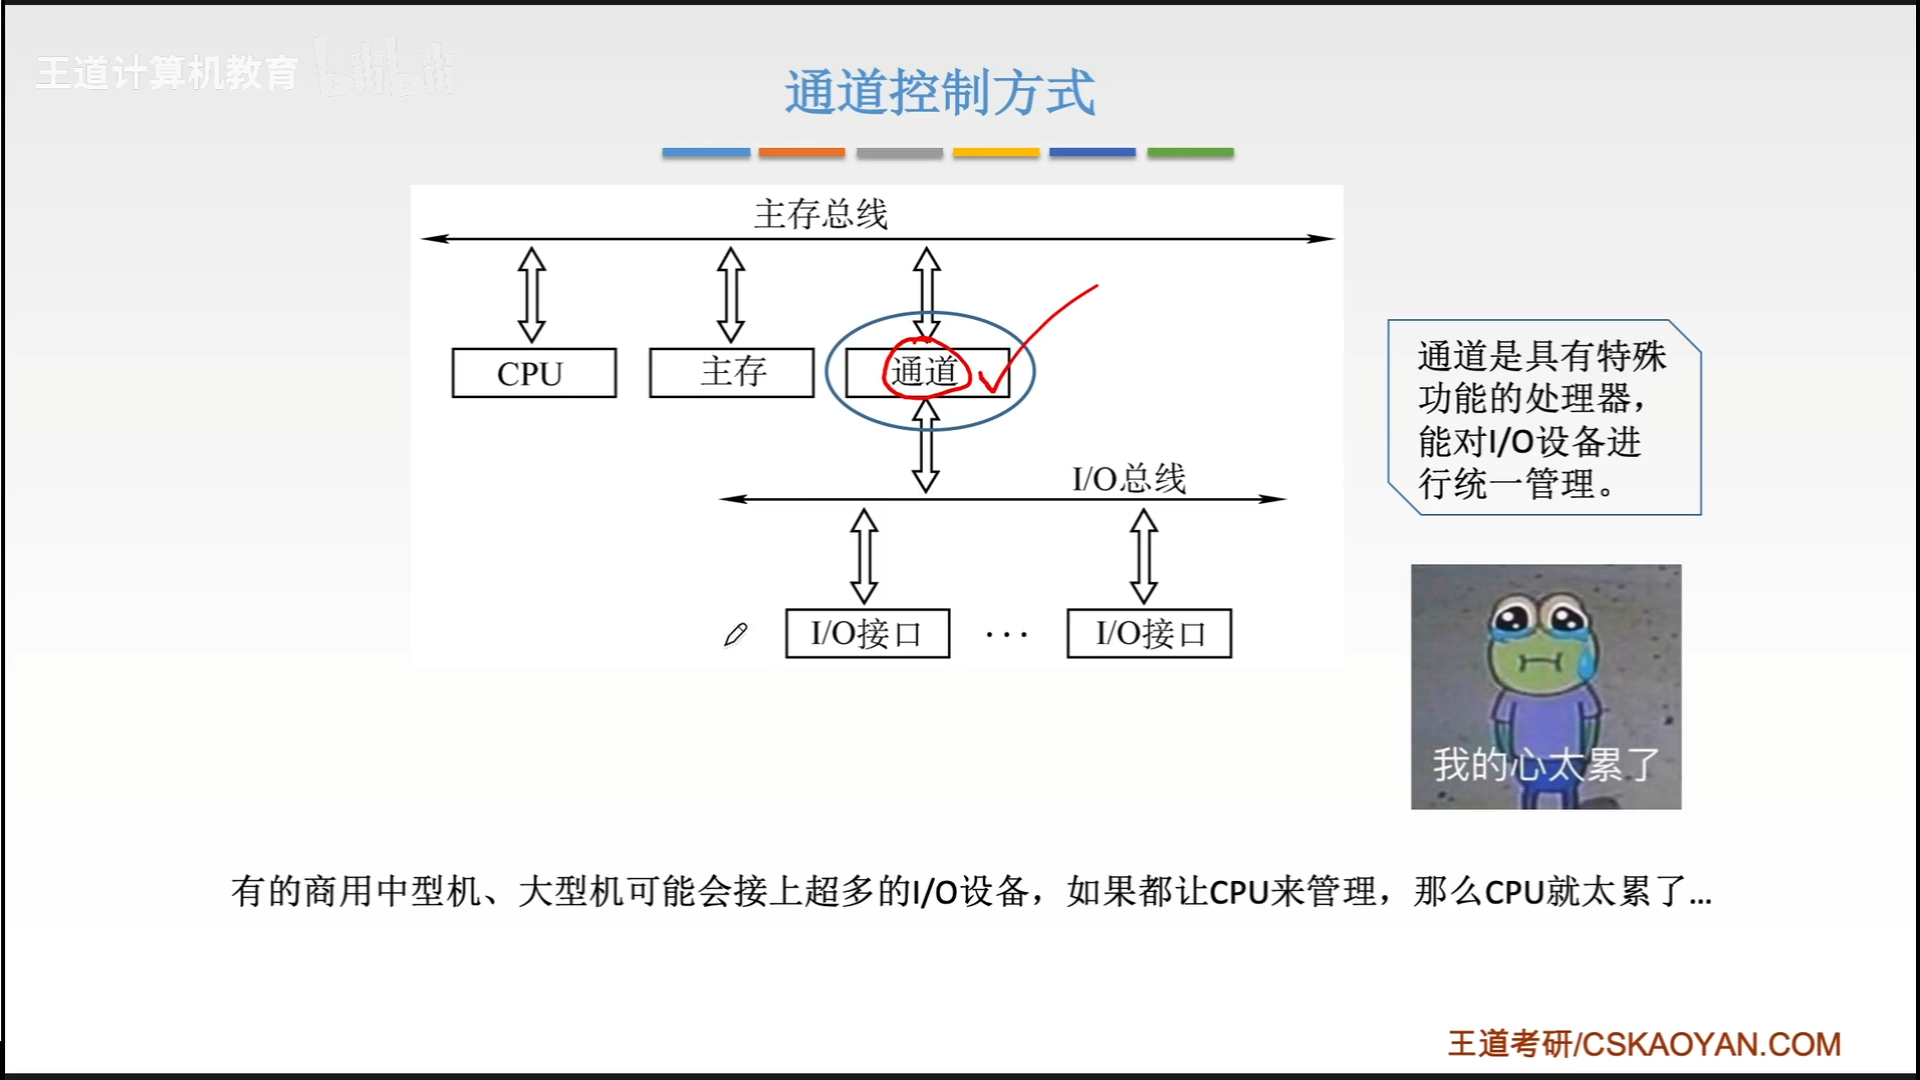 王道计算机教育 bilibili
通道控制方式
主存总线
CPU
主存
通道
I/O总线
I/O接口
···
I/O接口
通道是具有特殊
功能的处理器，
能对I/O设备进
行统一管理。
我的心太累了
有的商用中型机、大型机可能会接上超多的I/O设备，如果都让CPU来管理，那么CPU就太累了...
王道考研/CSKAOYAN.COM